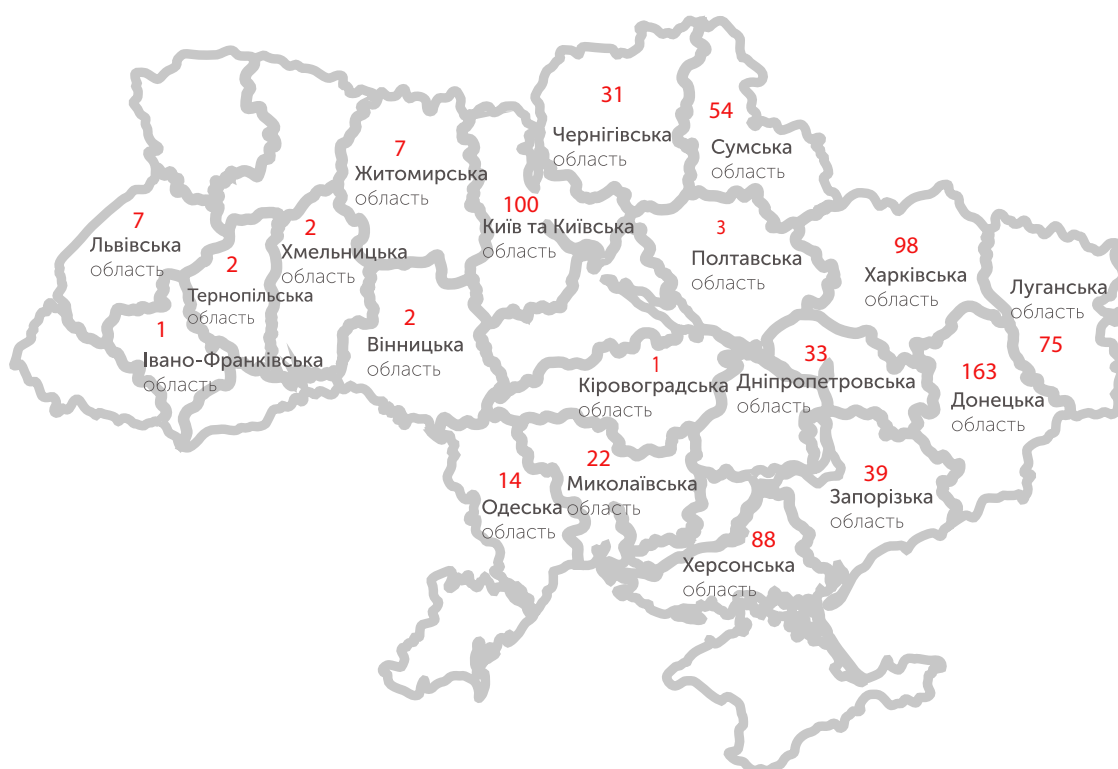 31
Чернігівська
область
54
Сумська
область
7
Житомирська
область
100
Київ та Київська
область
7
Львівська
область
2
Хмельницька
область
3
Полтавська
область
98
Харківська
область
2
Тернопільська
область
Луганська
область
75
1
Івано-Франківська
область
2
Вінницька
область
1
Кіровоградська
область
33
Дніпропетровська
область
163
Донецька
область
14
Одеська
область
22
Миколаївська
область
39
Запорізька
область
88
Херсонська
область